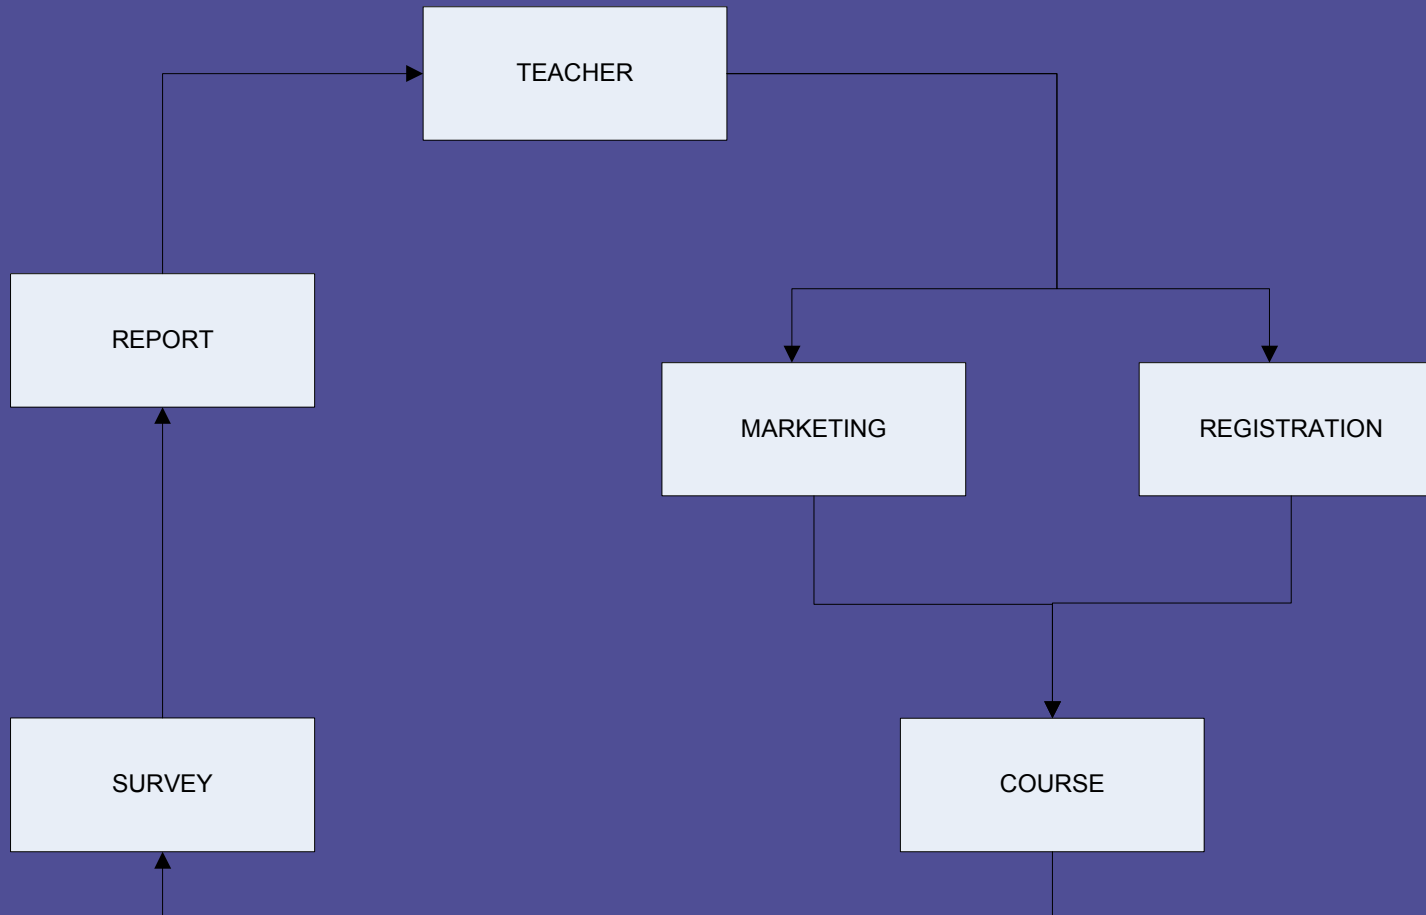 TEACHER
REPORT
MARKETING
REGISTRATION
SURVEY
COURSE